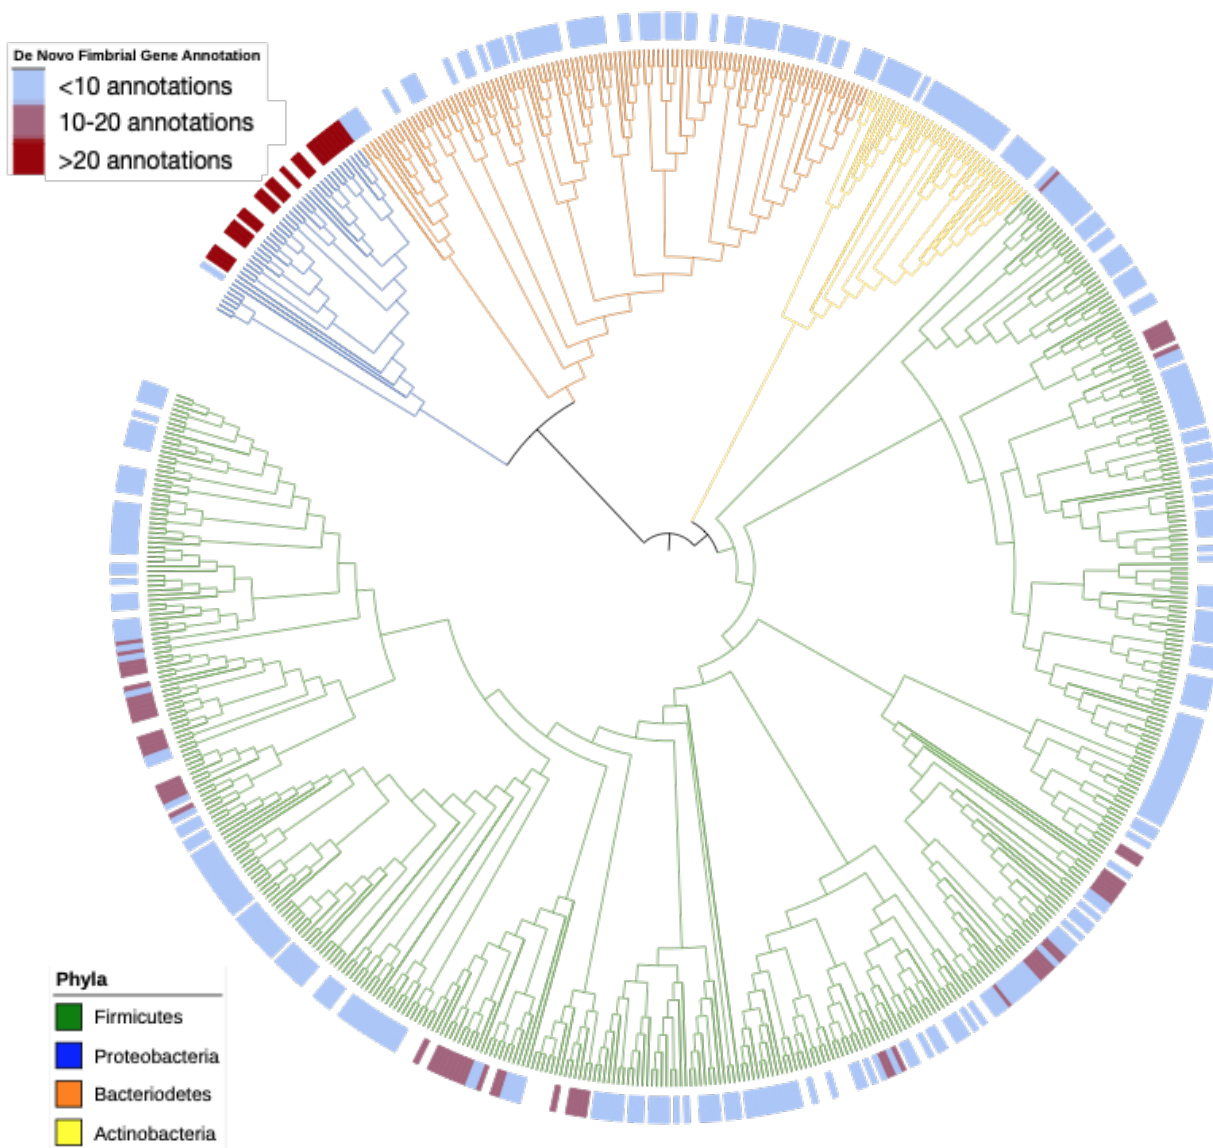 De Novo Fimbrial Gene Annotation
<10 annotations
10-20 annotations
>20 annotations
Phyla
Firmicutes
Proteobacteria
Bacteriodetes
Actinobacteria